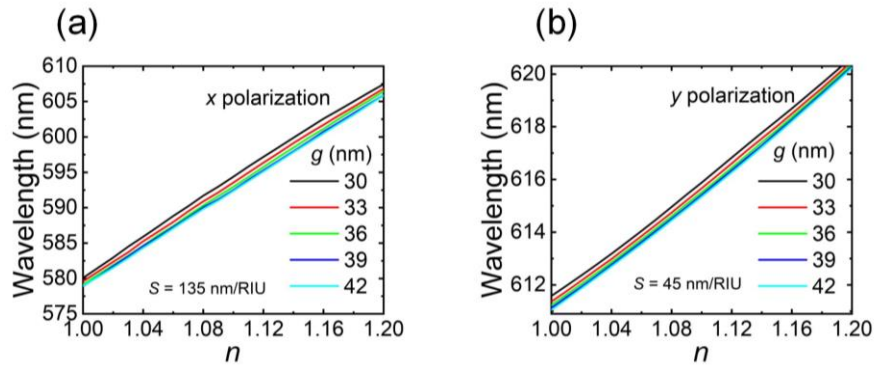 (a)
610
605
600
595
590
585
580
575
Wavelength (nm)
x polarization
g (nm)
30
33
36
39
42
S = 135 nm/RIU
1.00 1.04 1.08 1.12 1.16 1.20
n
(b)
620
618
616
614
612
Wavelength (nm)
y polarization
g (nm)
30
33
36
39
42
S = 45 nm/RIU
1.00 1.04 1.08 1.12 1.16 1.20
n